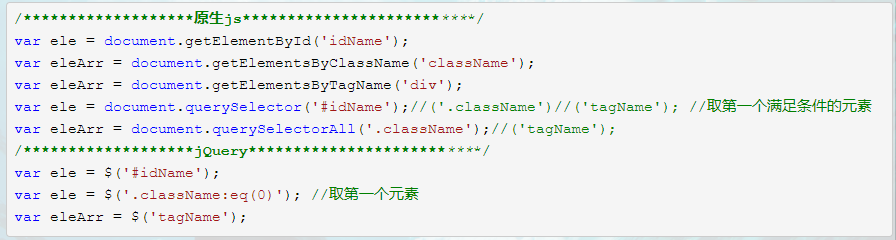 /*******************原生js**************************/
var ele = document.getElementById('idName');
var eleArr = document.getElementsByClassName('className');
var eleArr = document.getElementsByTagName('div');
var ele = document.querySelector('#idName');//('.className')//('tagName'); //取第一个满足条件的元素
var eleArr = document.querySelectorAll('.className');//('tagName');
/*******************jQuery**************************/
var ele = $('#idName');
var ele = $('.className:eq(0)'); //取第一个元素
var eleArr = $('tagName');